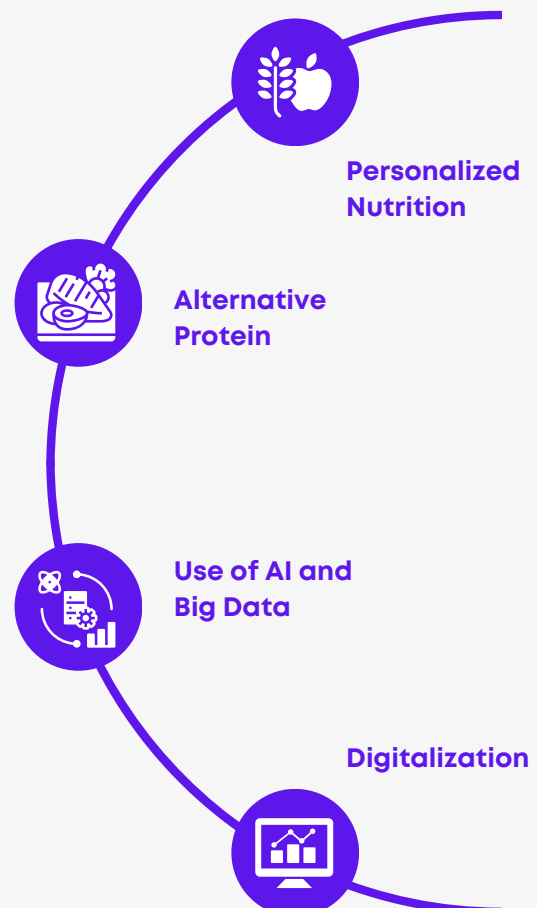 Personalized
Nutrition
Alternative
Protein
Use of AI and
Big Data
Digitalization